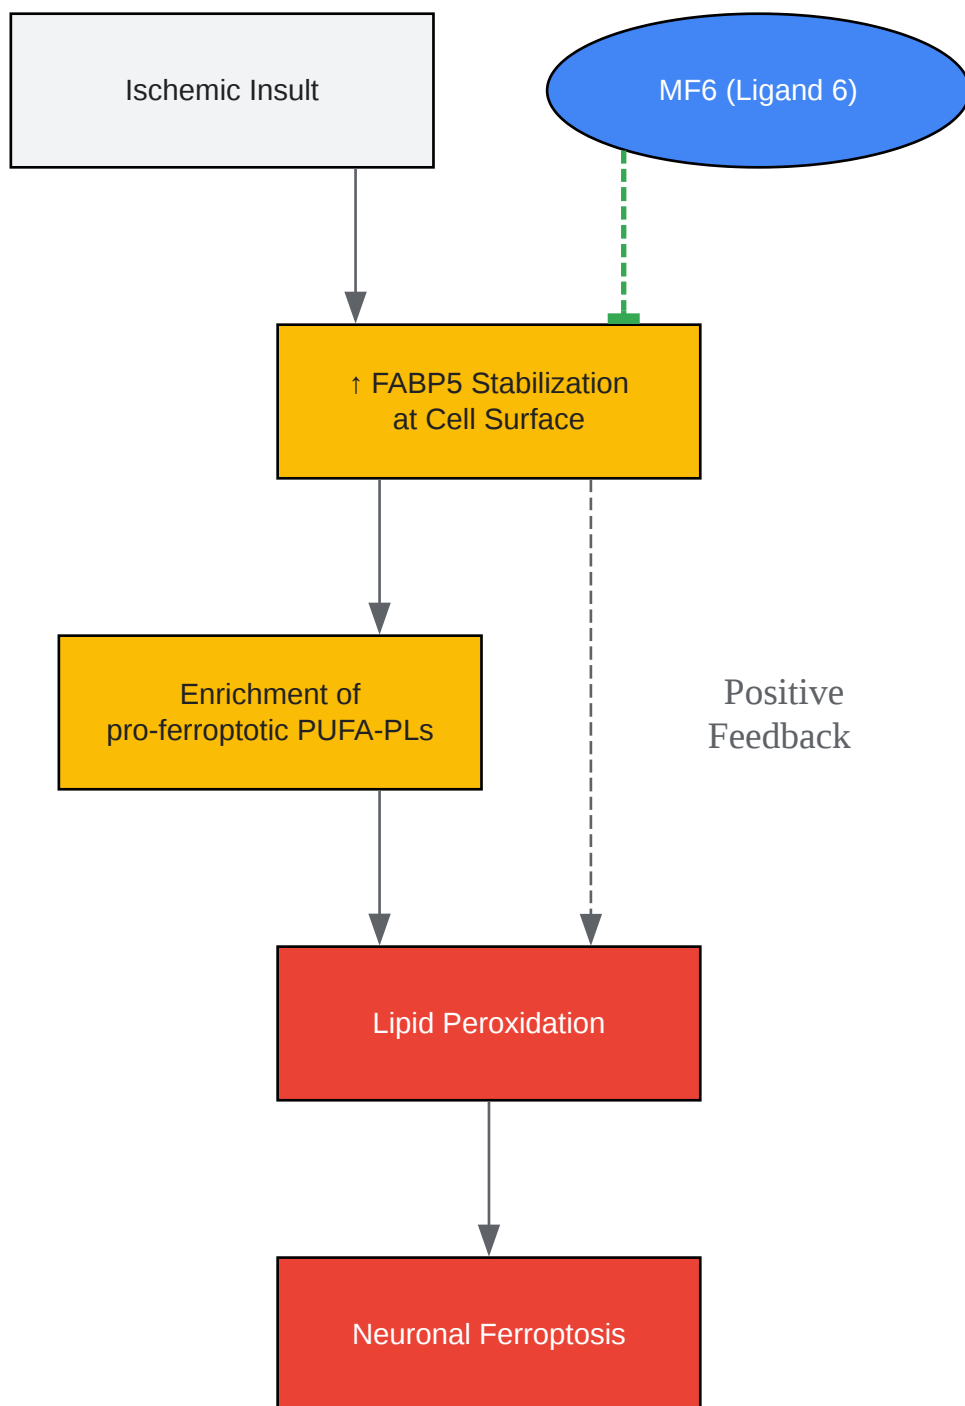 Ischemic Insult
MF6 (Ligand 6)
↑ FABP5 Stabilization
at Cell Surface
Enrichment of
pro-ferroptotic PUFA-PLs
Positive
Feedback
Lipid Peroxidation
Neuronal Ferroptosis